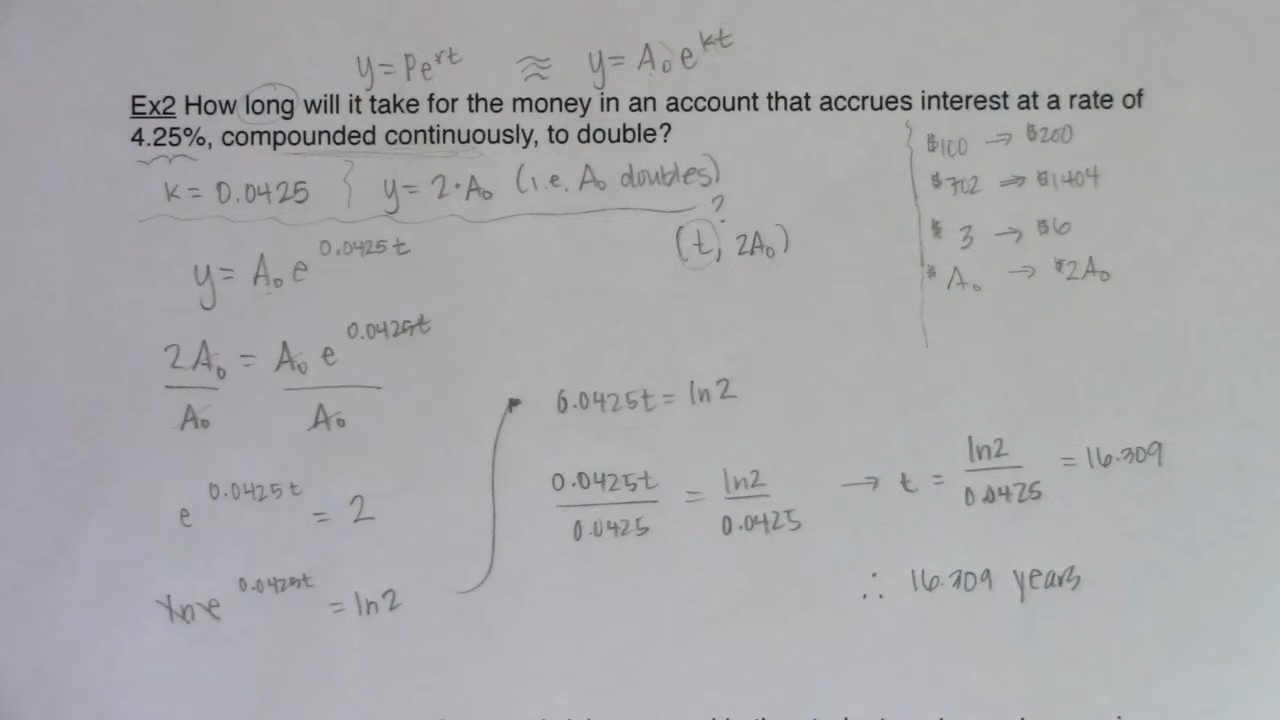 y = Pe^rt ≈ y = A₀e^kt
Ex2 How long will it take for the money in an account that accrues interest at a rate of
4.25%, compounded continuously, to double?
k = 0.0425 } y = 2·A₀ (i.e. A₀ doubles)
?
(t, 2A₀)
$100 → $200
$702 → $1404
$3 → $6
$A₀ → $2A₀
y = A₀e^0.0425t
2A₀ = A₀e^0.0425t
A₀ A₀
e^0.0425t = 2
ln e^0.0425t = ln2
0.0425t = ln2
0.0425t/0.0425 = ln2/0.0425 → t = ln2/0.0425 = 16.309
∴ 16.309 years